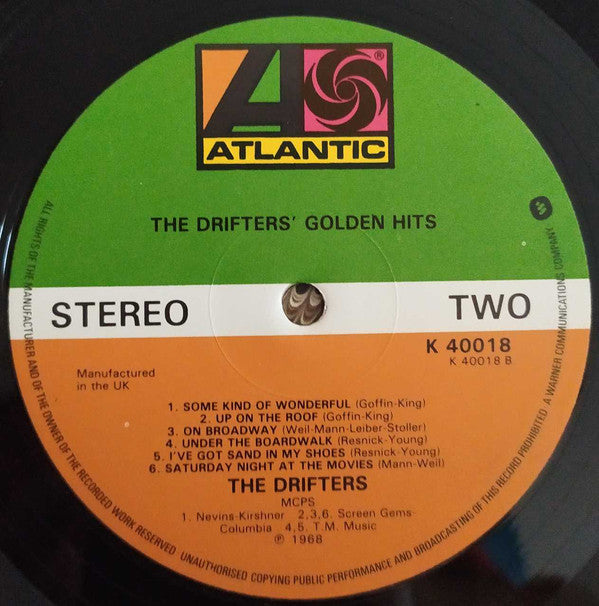 ®
ATLANTIC
THE DRIFTERS' GOLDEN HITS
STEREO
TWO
K 40018
K 40018 B
Manufactured
in the UK
1. SOME KIND OF WONDERFUL (Goffin-King)
2. UP ON THE ROOF (Goffin-King)
3. ON BROADWAY (Weil-Mann-Leiber-Stoller)
4. UNDER THE BOARDWALK (Resnick-Young)
5. I'VE GOT SAND IN MY SHOES (Resnick-Young)
6. SATURDAY NIGHT AT THE MOVIES (Mann-Weil)
THE DRIFTERS
MCPS
1. Nevins-Kirshner 2,3,6. Screen Gems-
Columbia 4,5. T.M. Music
℗ 1968
ALL RIGHTS OF THE MANUFACTURER AND OF THE OWNER OF THE RECORDED WORK RESERVED. UNAUTHORISED COPYING PUBLIC PERFORMANCE AND BROADCASTING OF THIS RECORD PROHIBITED. A WARNER COMMUNICATIONS COMPANY